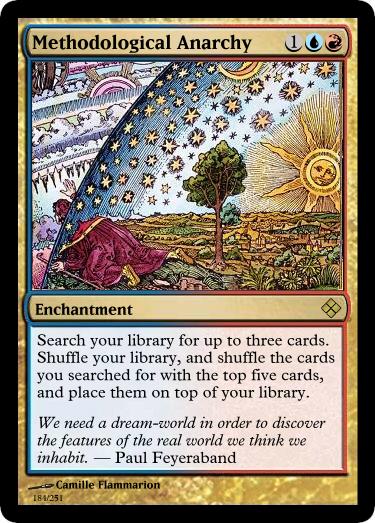 Methodological Anarchy 1
Enchantment
Search your library for up to three cards.
Shuffle your library, and shuffle the cards
you searched for with the top five cards,
and place them on top of your library.
We need a dream-world in order to discover
the features of the real world we think we
inhabit. — Paul Feyeraband
Camille Flammarion
184/251